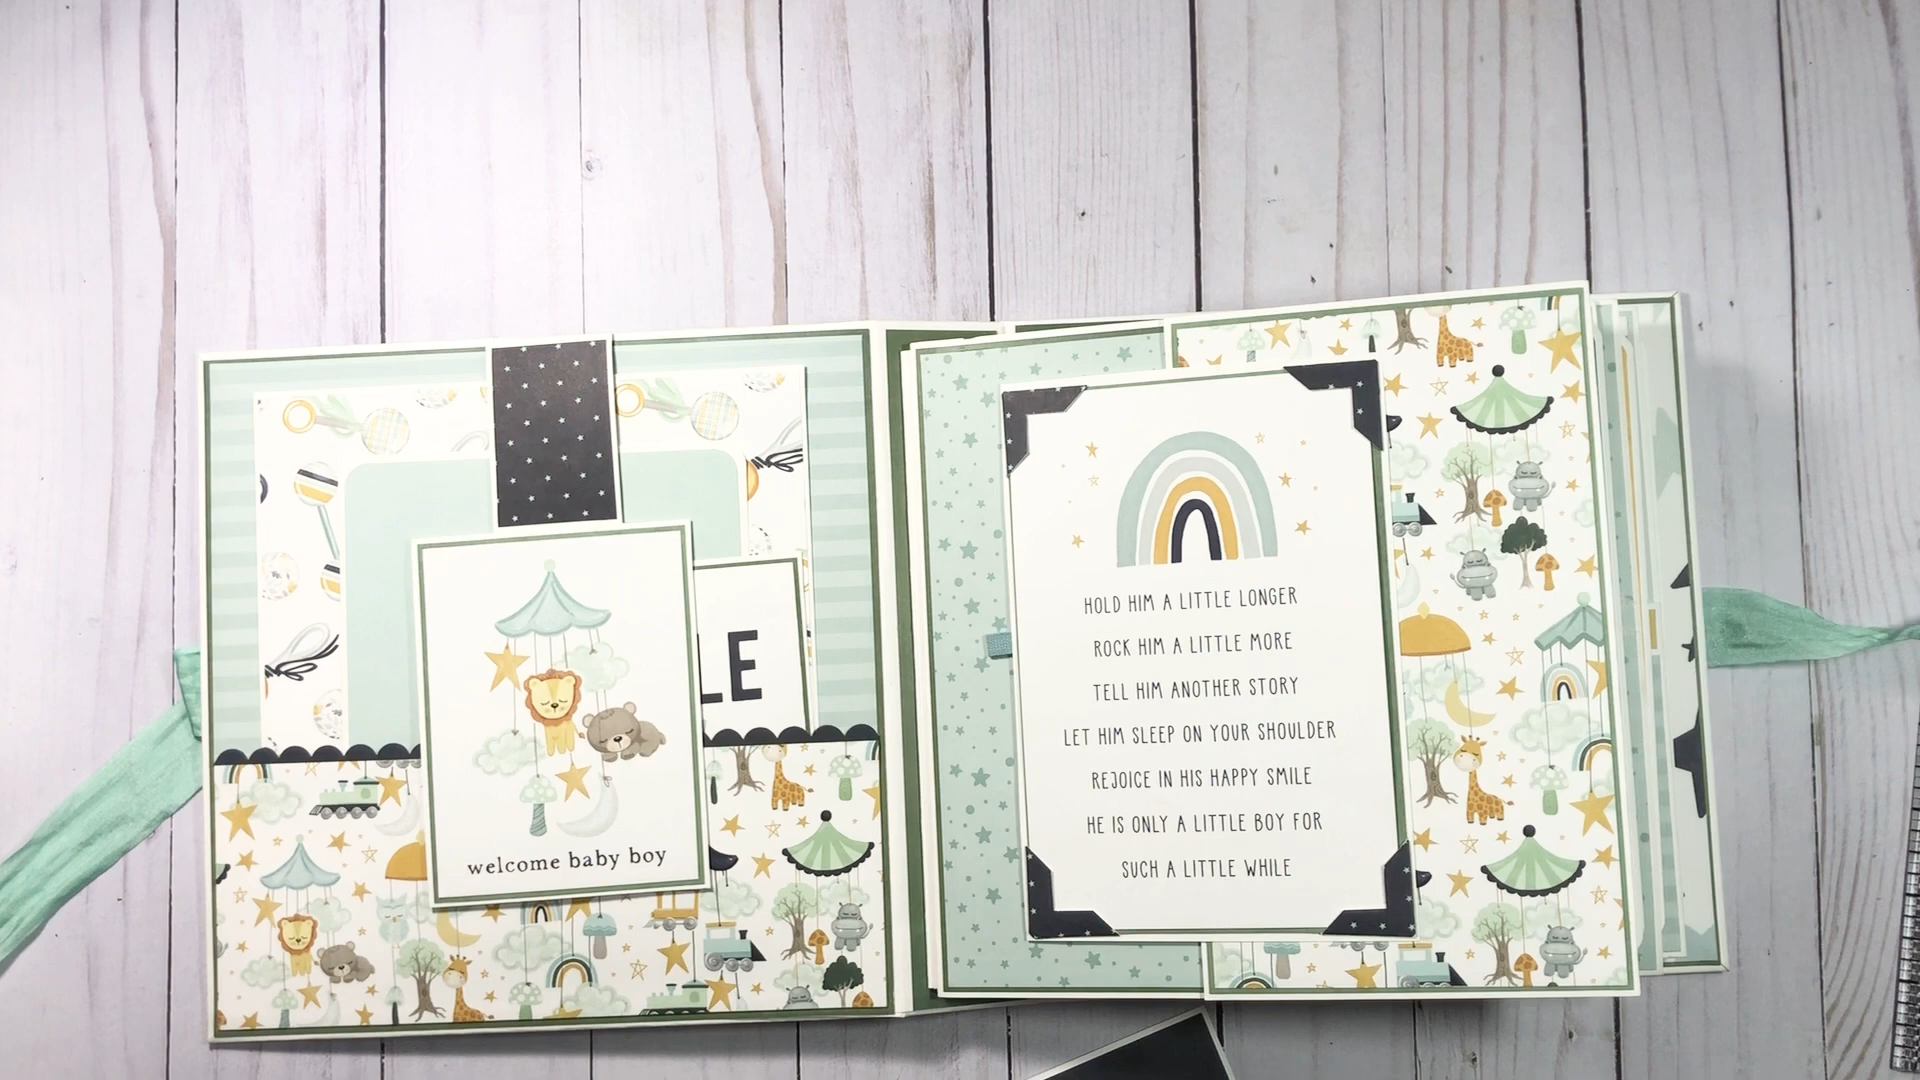 LE
welcome baby boy
HOLD HIM A LITTLE LONGER
ROCK HIM A LITTLE MORE
TELL HIM ANOTHER STORY
LET HIM SLEEP ON YOUR SHOULDER
REJOICE IN HIS HAPPY SMILE
HE IS ONLY A LITTLE BOY FOR
SUCH A LITTLE WHILE